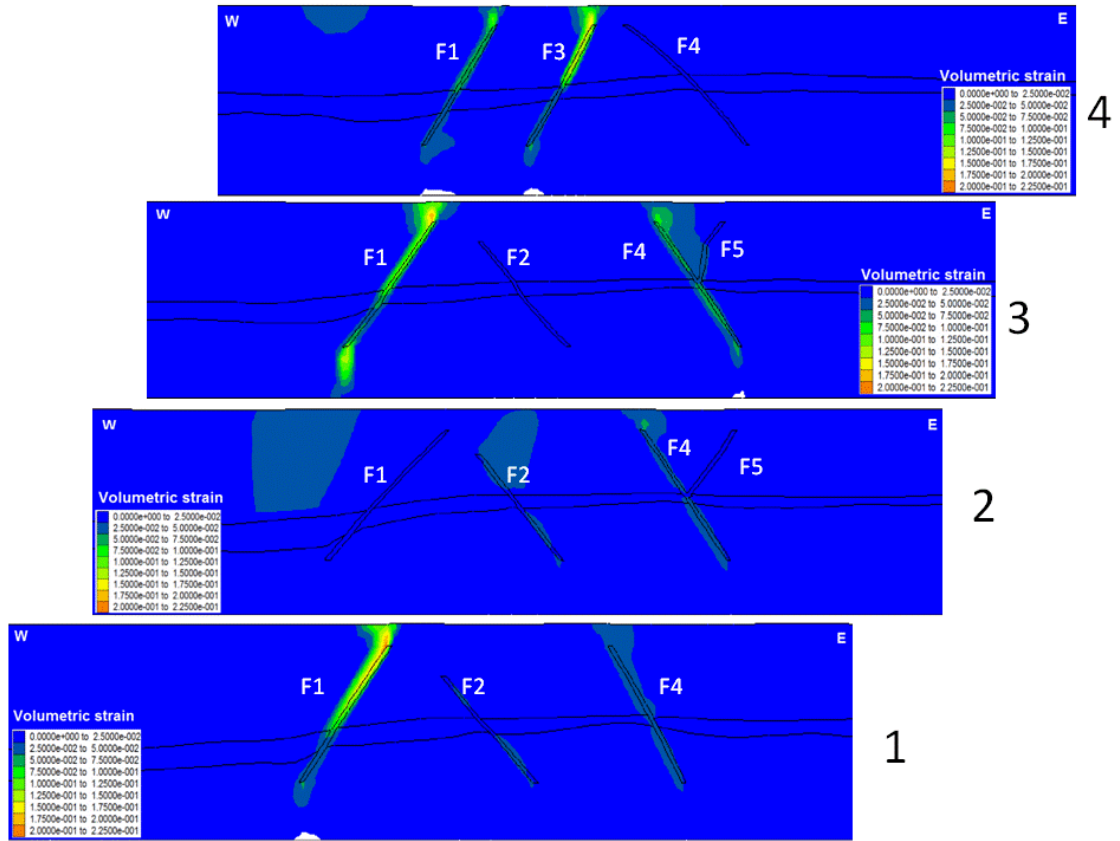 W
E
F1
F3
F4
Volumetric strain
0.0000e+000 to 2.5000e-002
2.5000e-002 to 5.0000e-002
5.0000e-002 to 7.5000e-002
7.5000e-002 to 1.0000e-001
1.0000e-001 to 1.2500e-001
1.2500e-001 to 1.5000e-001
1.5000e-001 to 1.7500e-001
1.7500e-001 to 2.0000e-001
2.0000e-001 to 2.2500e-001
4
W
E
F1
F2
F4
F5
Volumetric strain
0.0000e+000 to 2.5000e-002
2.5000e-002 to 5.0000e-002
5.0000e-002 to 7.5000e-002
7.5000e-002 to 1.0000e-001
1.0000e-001 to 1.2500e-001
1.2500e-001 to 1.5000e-001
1.5000e-001 to 1.7500e-001
1.7500e-001 to 2.0000e-001
2.0000e-001 to 2.2500e-001
3
W
E
F1
F2
F4
F5
Volumetric strain
0.0000e+000 to 2.5000e-002
2.5000e-002 to 5.0000e-002
5.0000e-002 to 7.5000e-002
7.5000e-002 to 1.0000e-001
1.0000e-001 to 1.2500e-001
1.2500e-001 to 1.5000e-001
1.5000e-001 to 1.7500e-001
1.7500e-001 to 2.0000e-001
2.0000e-001 to 2.2500e-001
2
W
E
F1
F2
F4
Volumetric strain
0.0000e+000 to 2.5000e-002
2.5000e-002 to 5.0000e-002
5.0000e-002 to 7.5000e-002
7.5000e-002 to 1.0000e-001
1.0000e-001 to 1.2500e-001
1.2500e-001 to 1.5000e-001
1.5000e-001 to 1.7500e-001
1.7500e-001 to 2.0000e-001
2.0000e-001 to 2.2500e-001
1